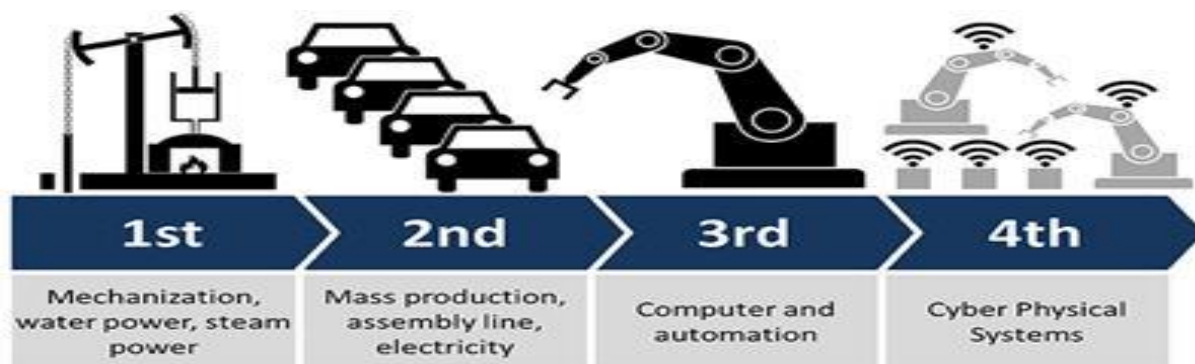 1st
2nd
3rd
4th
Mechanization,
water power, steam
power
Mass production,
assembly line,
electricity
Computer and
automation
Cyber Physical
Systems